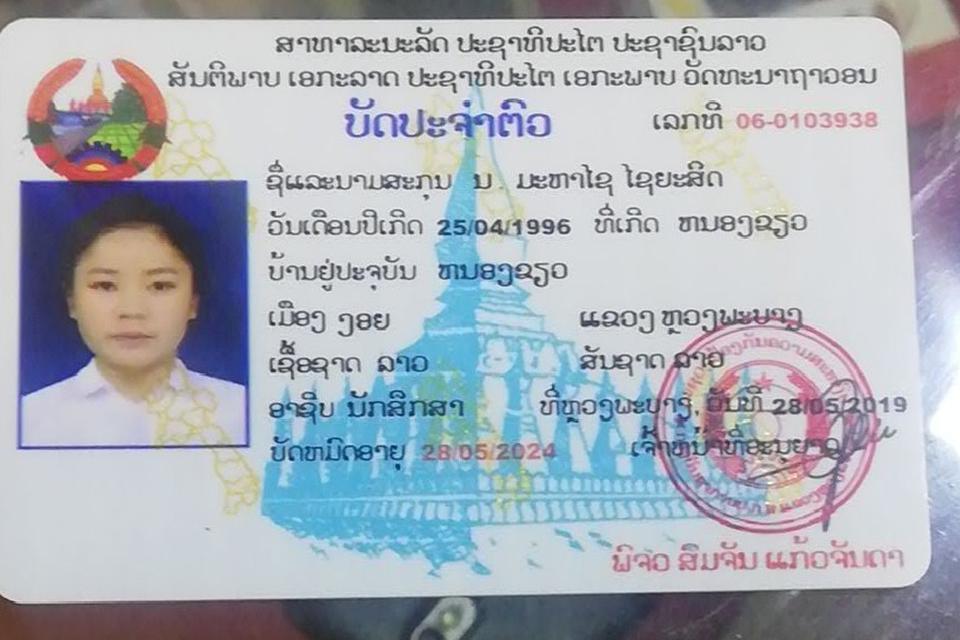 ສາທາລະນະລັດ ປະຊາທິປະໄຕ ປະຊາຊົນລາວ
ສັນຕິພາບ ເອກະລາດ ປະຊາທິປະໄຕ ເອກະພາບ ວັດທະນາຖາວອນ
ບັດປະຈຳຕົວ ເລກທີ 06-0103938
ຊື່ແລະນາມສະກຸນ ນ. ມະຫາໄຊ ໄຊຍະສິດ
ວັນເດືອນປີເກີດ 25/04/1996 ທີ່ເກີດ ຫນອງຂຽວ
ບ້ານຢູ່ປະຈຸບັນ ຫນອງຂຽວ
ເມືອງ ງອຍ ແຂວງ ຫຼວງພະບາງ
ເຊື້ອຊາດ ລາວ ສັນຊາດ ລາວ
ອາຊີບ ນັກສຶກສາ ທີ່ຫຼວງພະບາງ, ວັນທີ 28/05/2019
ບັດຫມົດອາຍຸ 28/05/2024 ເຈົ້າຫນ້າທີ່ອະນຸຍາດ
ພິຈວ ສົມຈັນ ແກ້ວຈັນດາ